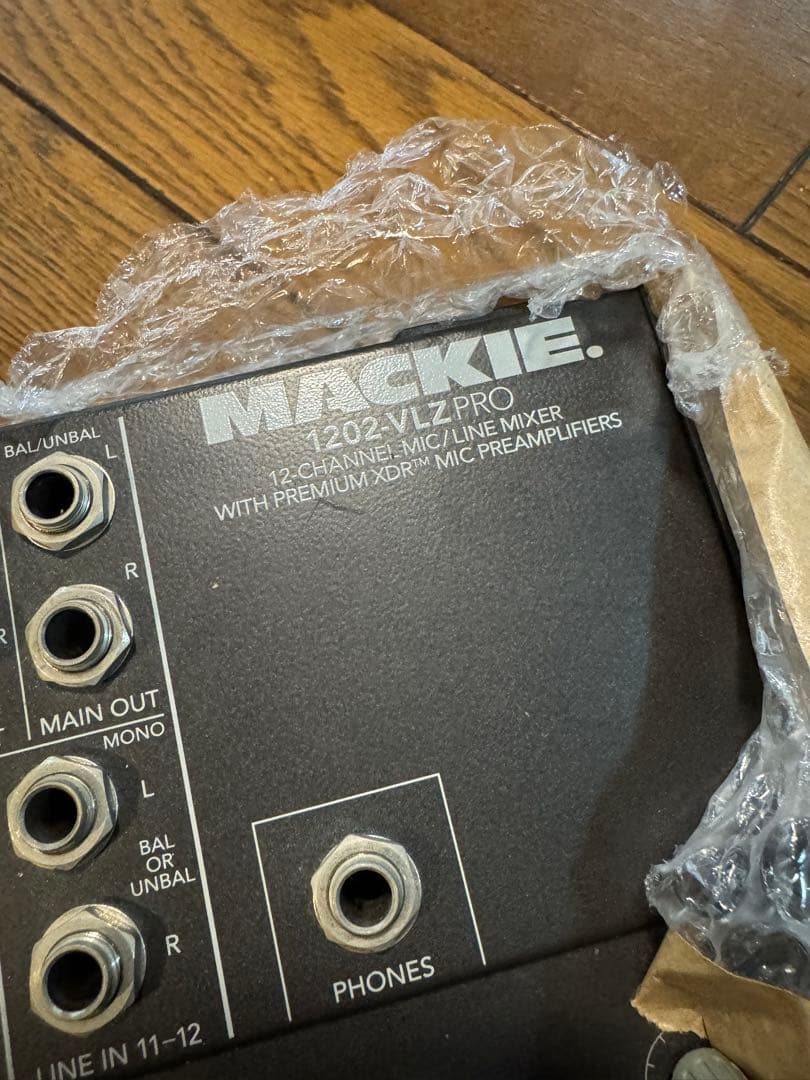 MACKIE.
1202-VLZ PRO
12-CHANNEL MIC/LINE MIXER
WITH PREMIUM XDR™ MIC PREAMPLIFIERS
BAL/UNBAL
L
R
R
MAIN OUT
MONO
L
BAL
OR
UNBAL
R
LINE IN 11–12
PHONES